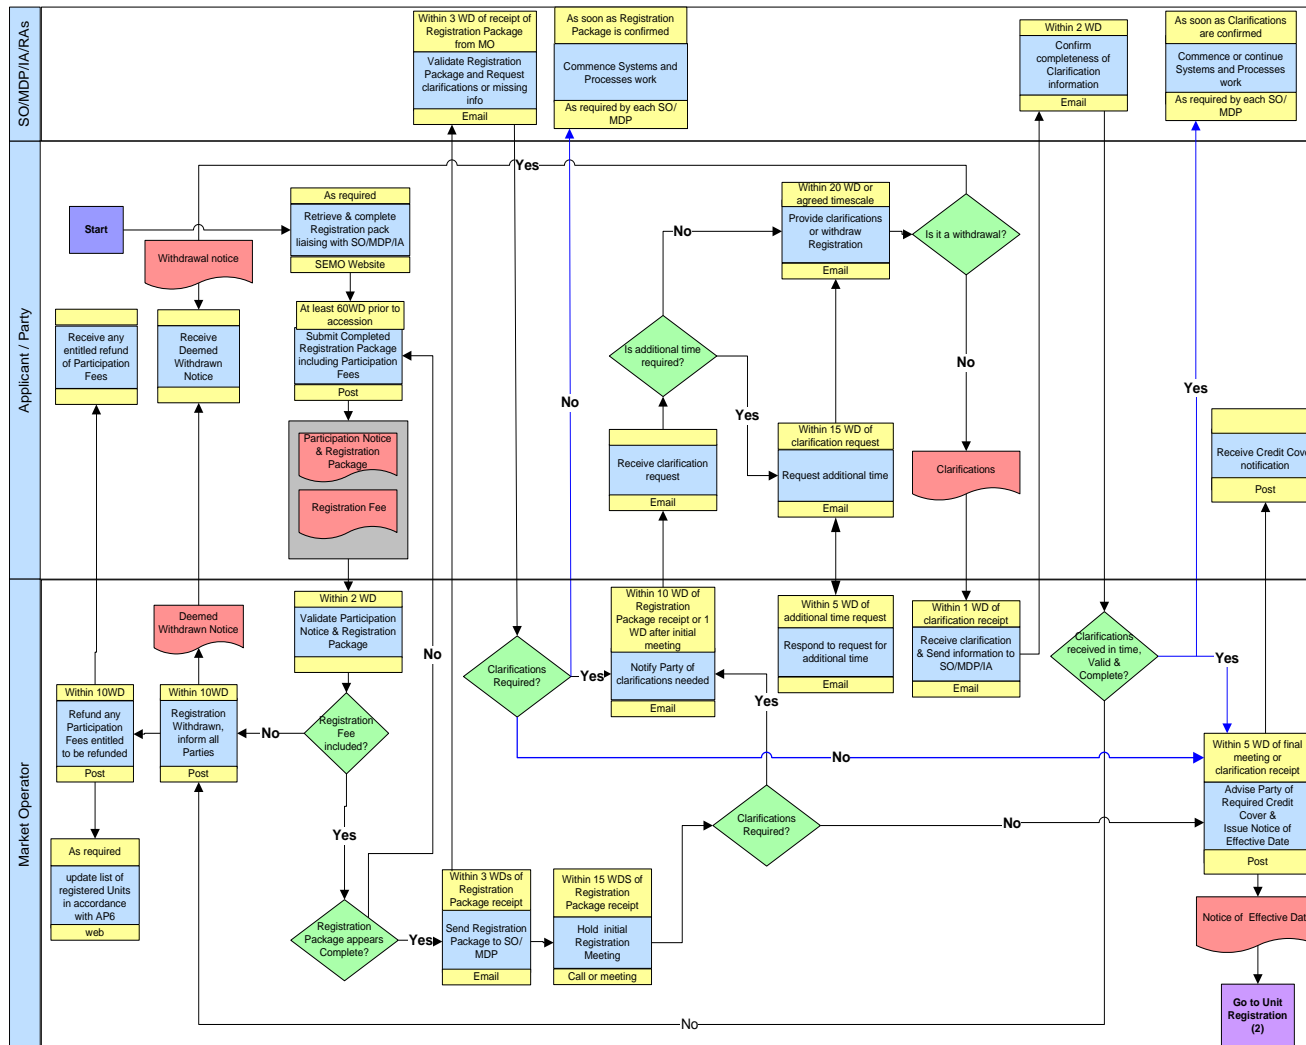 SO/MDP/IA/RAs
Within 3 WD of receipt of
Registration Package
from MO
Validate Registration
Package and Request
clarifications or missing
info
Email
As soon as Registration
Package is confirmed
Commence Systems and
Processes work
As required by each SO/
MDP
Within 2 WD
Confirm
completeness of
Clarification
information
Email
As soon as Clarifications
are confirmed
Commence or continue
Systems and Processes
work
As required by each SO/
MDP
Applicant / Party
Start
Withdrawal notice
As required
Retrieve & complete
Registration pack
liaising with SO/MDP/IA
SEMO Website
Yes
Within 20 WD or
agreed timescale
Provide clarifications
or withdraw
Registration
Email
Is it a withdrawal?
No
Receive any
entitled refund
of Participation
Fees
Receive
Deemed
Withdrawn
Notice
At least 60WD prior to
accession
Submit Completed
Registration Package
including Participation
Fees
Post
Is additional time
required?
No
Yes
No
Yes
Participation Notice
& Registration
Package
Registration Fee
Receive clarification
request
Email
Within 15 WD of
clarification request
Request additional time
Email
Clarifications
Receive Credit Cove
notification
Post
Market Operator
Deemed
Withdrawn Notice
Within 2 WD
Validate Participation
Notice & Registration
Package
No
Clarifications
Required?
Yes
Within 10 WD of
Registration
Package receipt or 1
WD after initial
meeting
Notify Party of
clarifications needed
Email
Yes
Within 5 WD of
additional time request
Respond to request for
additional time
Email
Within 1 WD of
clarification receipt
Receive clarification
& Send information to
SO/MDP/IA
Email
Clarifications
received in time,
Valid &
Complete?
Yes
Within 10WD
Refund any
Participation
Fees entitled
to be refunded
Post
Within 10WD
Registration
Withdrawn,
inform all
Parties
Post
No
Registration
Fee
included?
Yes
No
Within 5 WD of final
meeting or
clarification receipt
Advise Party of
Required Credit
Cover &
Issue Notice of
Effective Date
Post
Clarifications
Required?
No
As required
update list of
registered Units
in accordance
with AP6
web
Registration
Package appears
Complete?
Yes
Within 3 WDs of
Registration
Package receipt
Send Registration
Package to SO/
MDP
Email
Within 15 WDS of
Registration
Package receipt
Hold initial
Registration
Meeting
Call or meeting
Notice of Effective Dat
No
Go to Unit
Registration
(2)